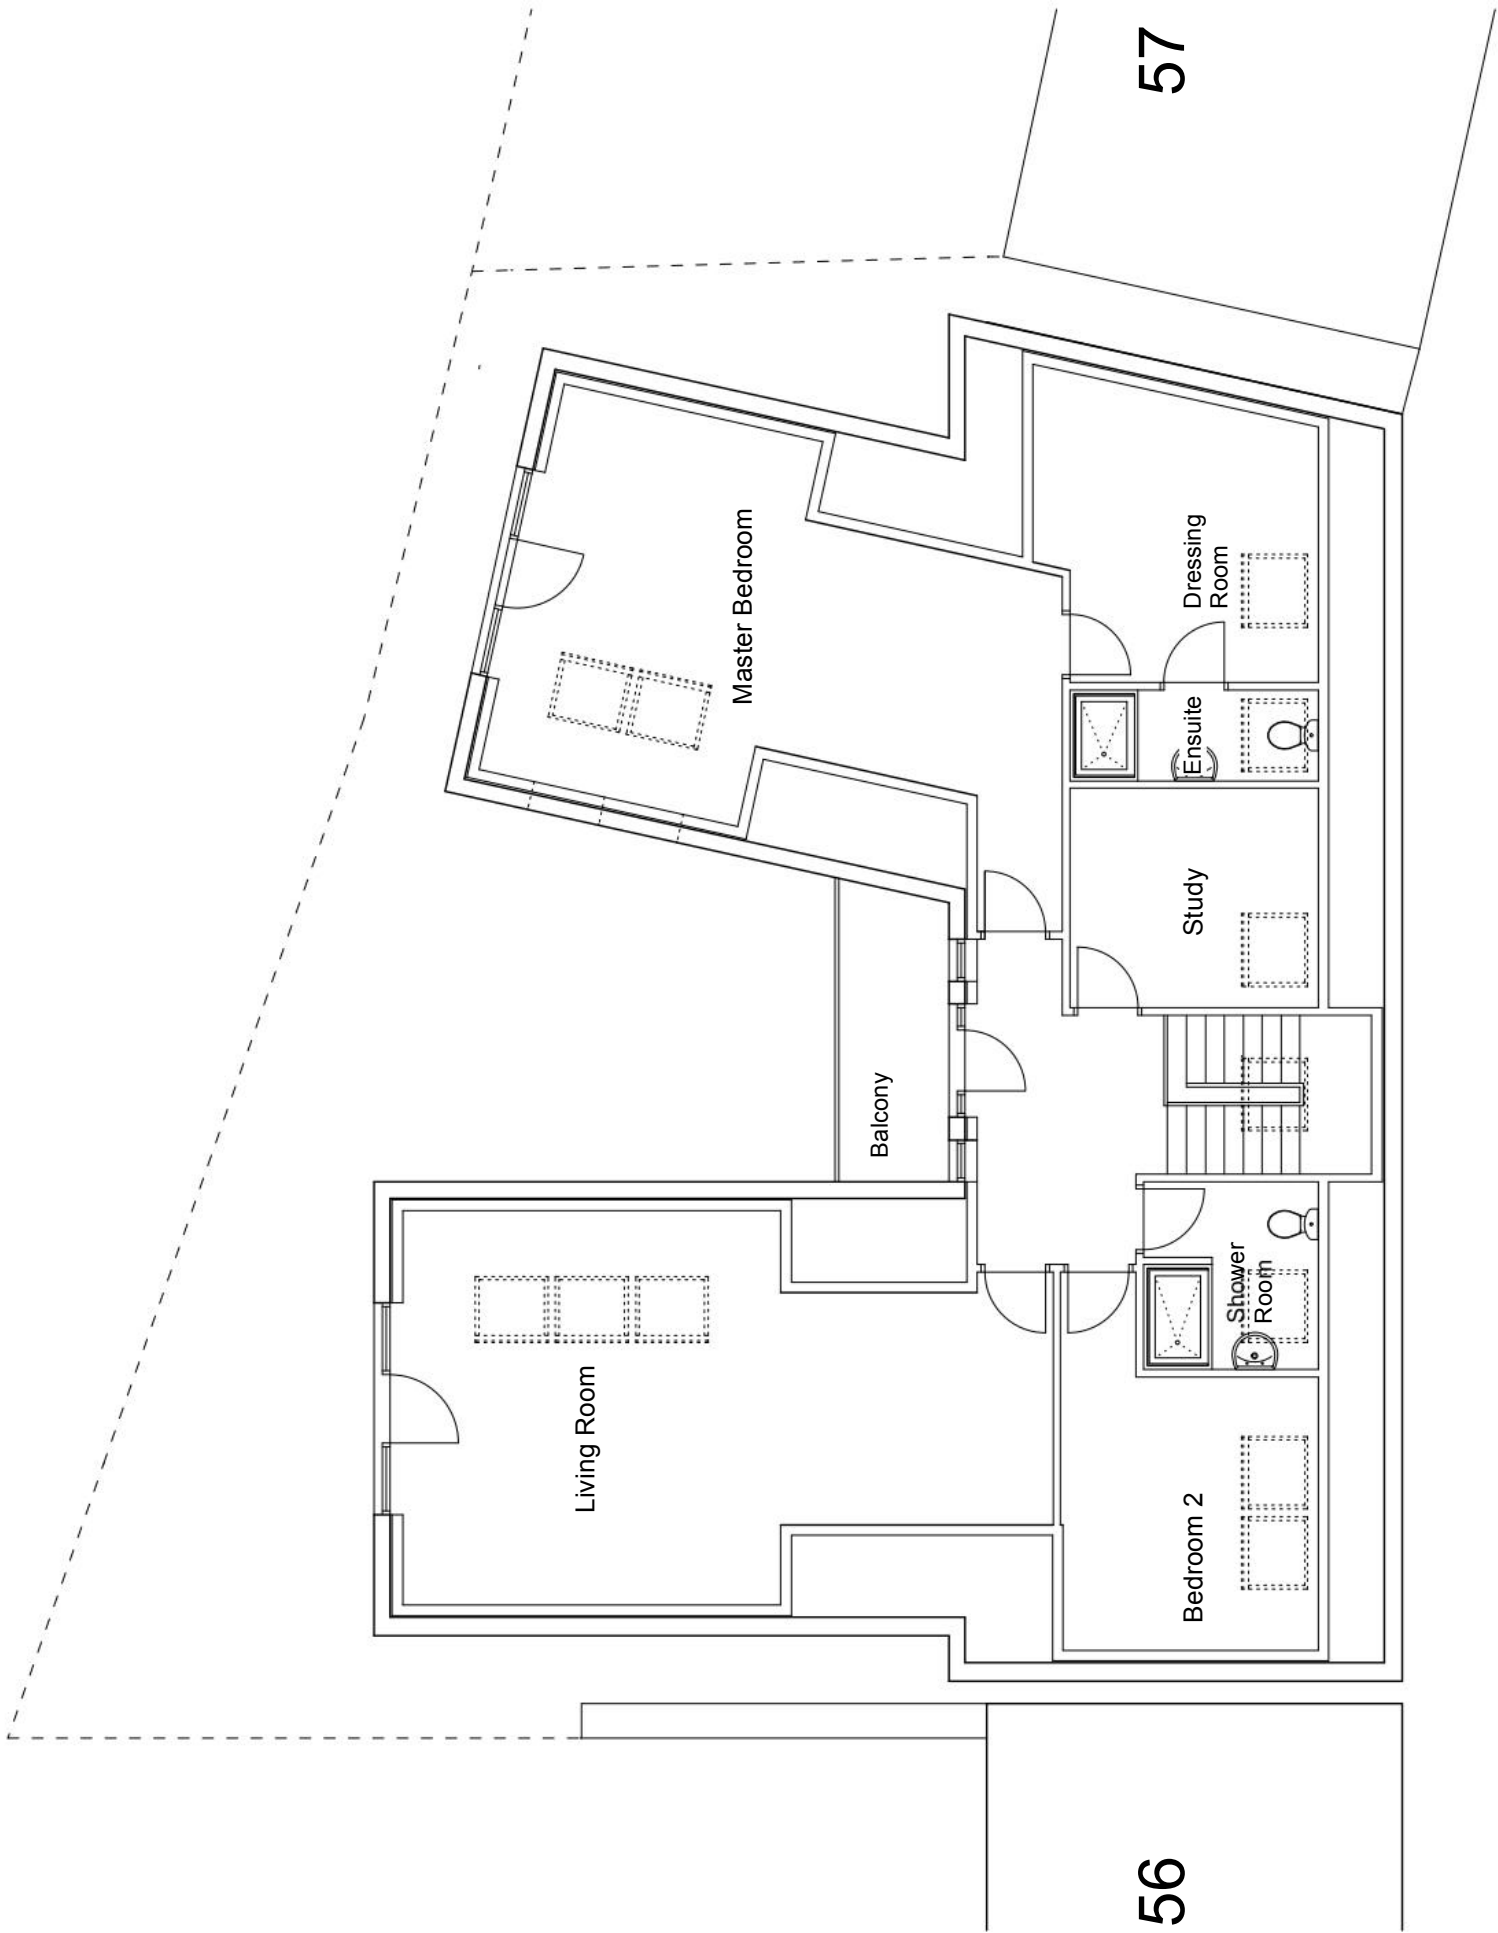 57
Master Bedroom
Dressing
Room
Ensuite
Study
Balcony
Shower
Room
Living Room
Bedroom 2
56